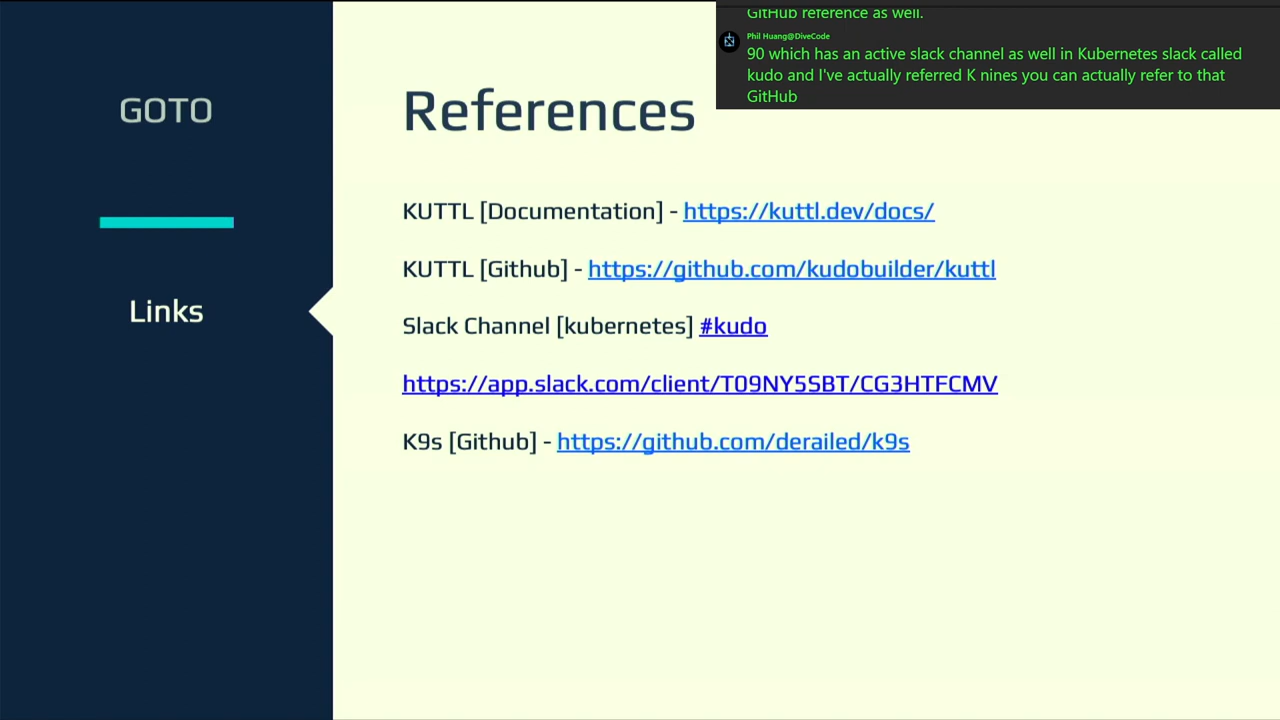 GOTO
Links
References
KUTTL [Documentation] - https://kuttl.dev/docs/
KUTTL [Github] - https://github.com/kudobuilder/kuttl
Slack Channel [kubernetes] #kudo
https://app.slack.com/client/T09NY5SBT/CG3HTFCMV
K9s [Github] - https://github.com/derailed/k9s
GitHub reference as well.
Phil Huang@DiveCode
90 which has an active slack channel as well in Kubernetes slack called
kudo and I've actually referred K nines you can actually refer to that
GitHub